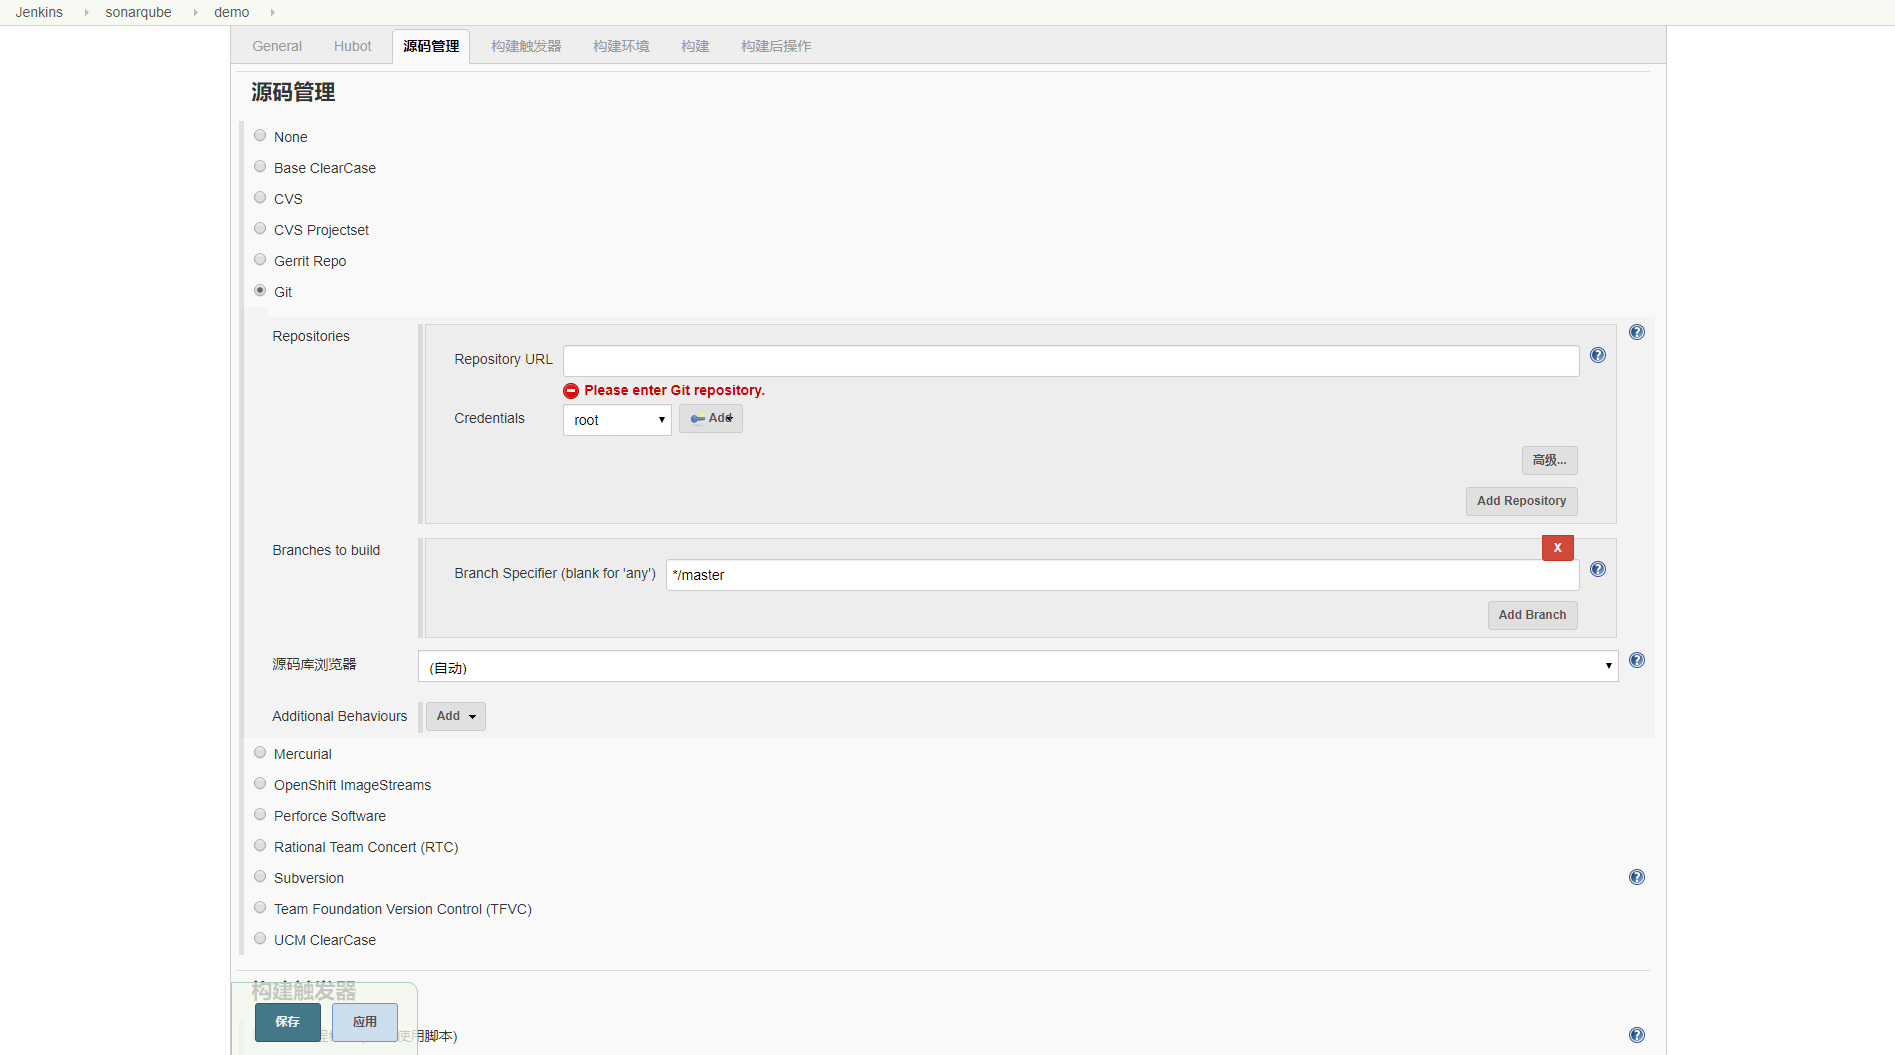 Jenkins sonarqube demo
General Hubot 源码管理 构建触发器 构建环境 构建 构建后操作
源码管理
None
Base ClearCase
CVS
CVS Projectset
Gerrit Repo
Git
Repositories
Repository URL
Please enter Git repository.
Credentials root Add
高级...
Add Repository
Branches to build
X
Branch Specifier (blank for 'any') */master
Add Branch
源码库浏览器 (自动)
Additional Behaviours Add
Mercurial
OpenShift ImageStreams
Perforce Software
Rational Team Concert (RTC)
Subversion
Team Foundation Version Control (TFVC)
UCM ClearCase
构建触发器
保存 应用
使用脚本)